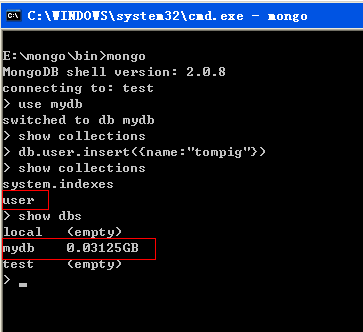 C:\WINDOWS\system32\cmd.exe - mongo
E:\mongo\bin>mongo
MongoDB shell version: 2.0.8
connecting to: test
> use mydb
switched to db mydb
> show collections
> db.user.insert({name:"tompig"})
> show collections
system.indexes
user
> show dbs
local   (empty)
mydb    0.03125GB
test    (empty)
> _